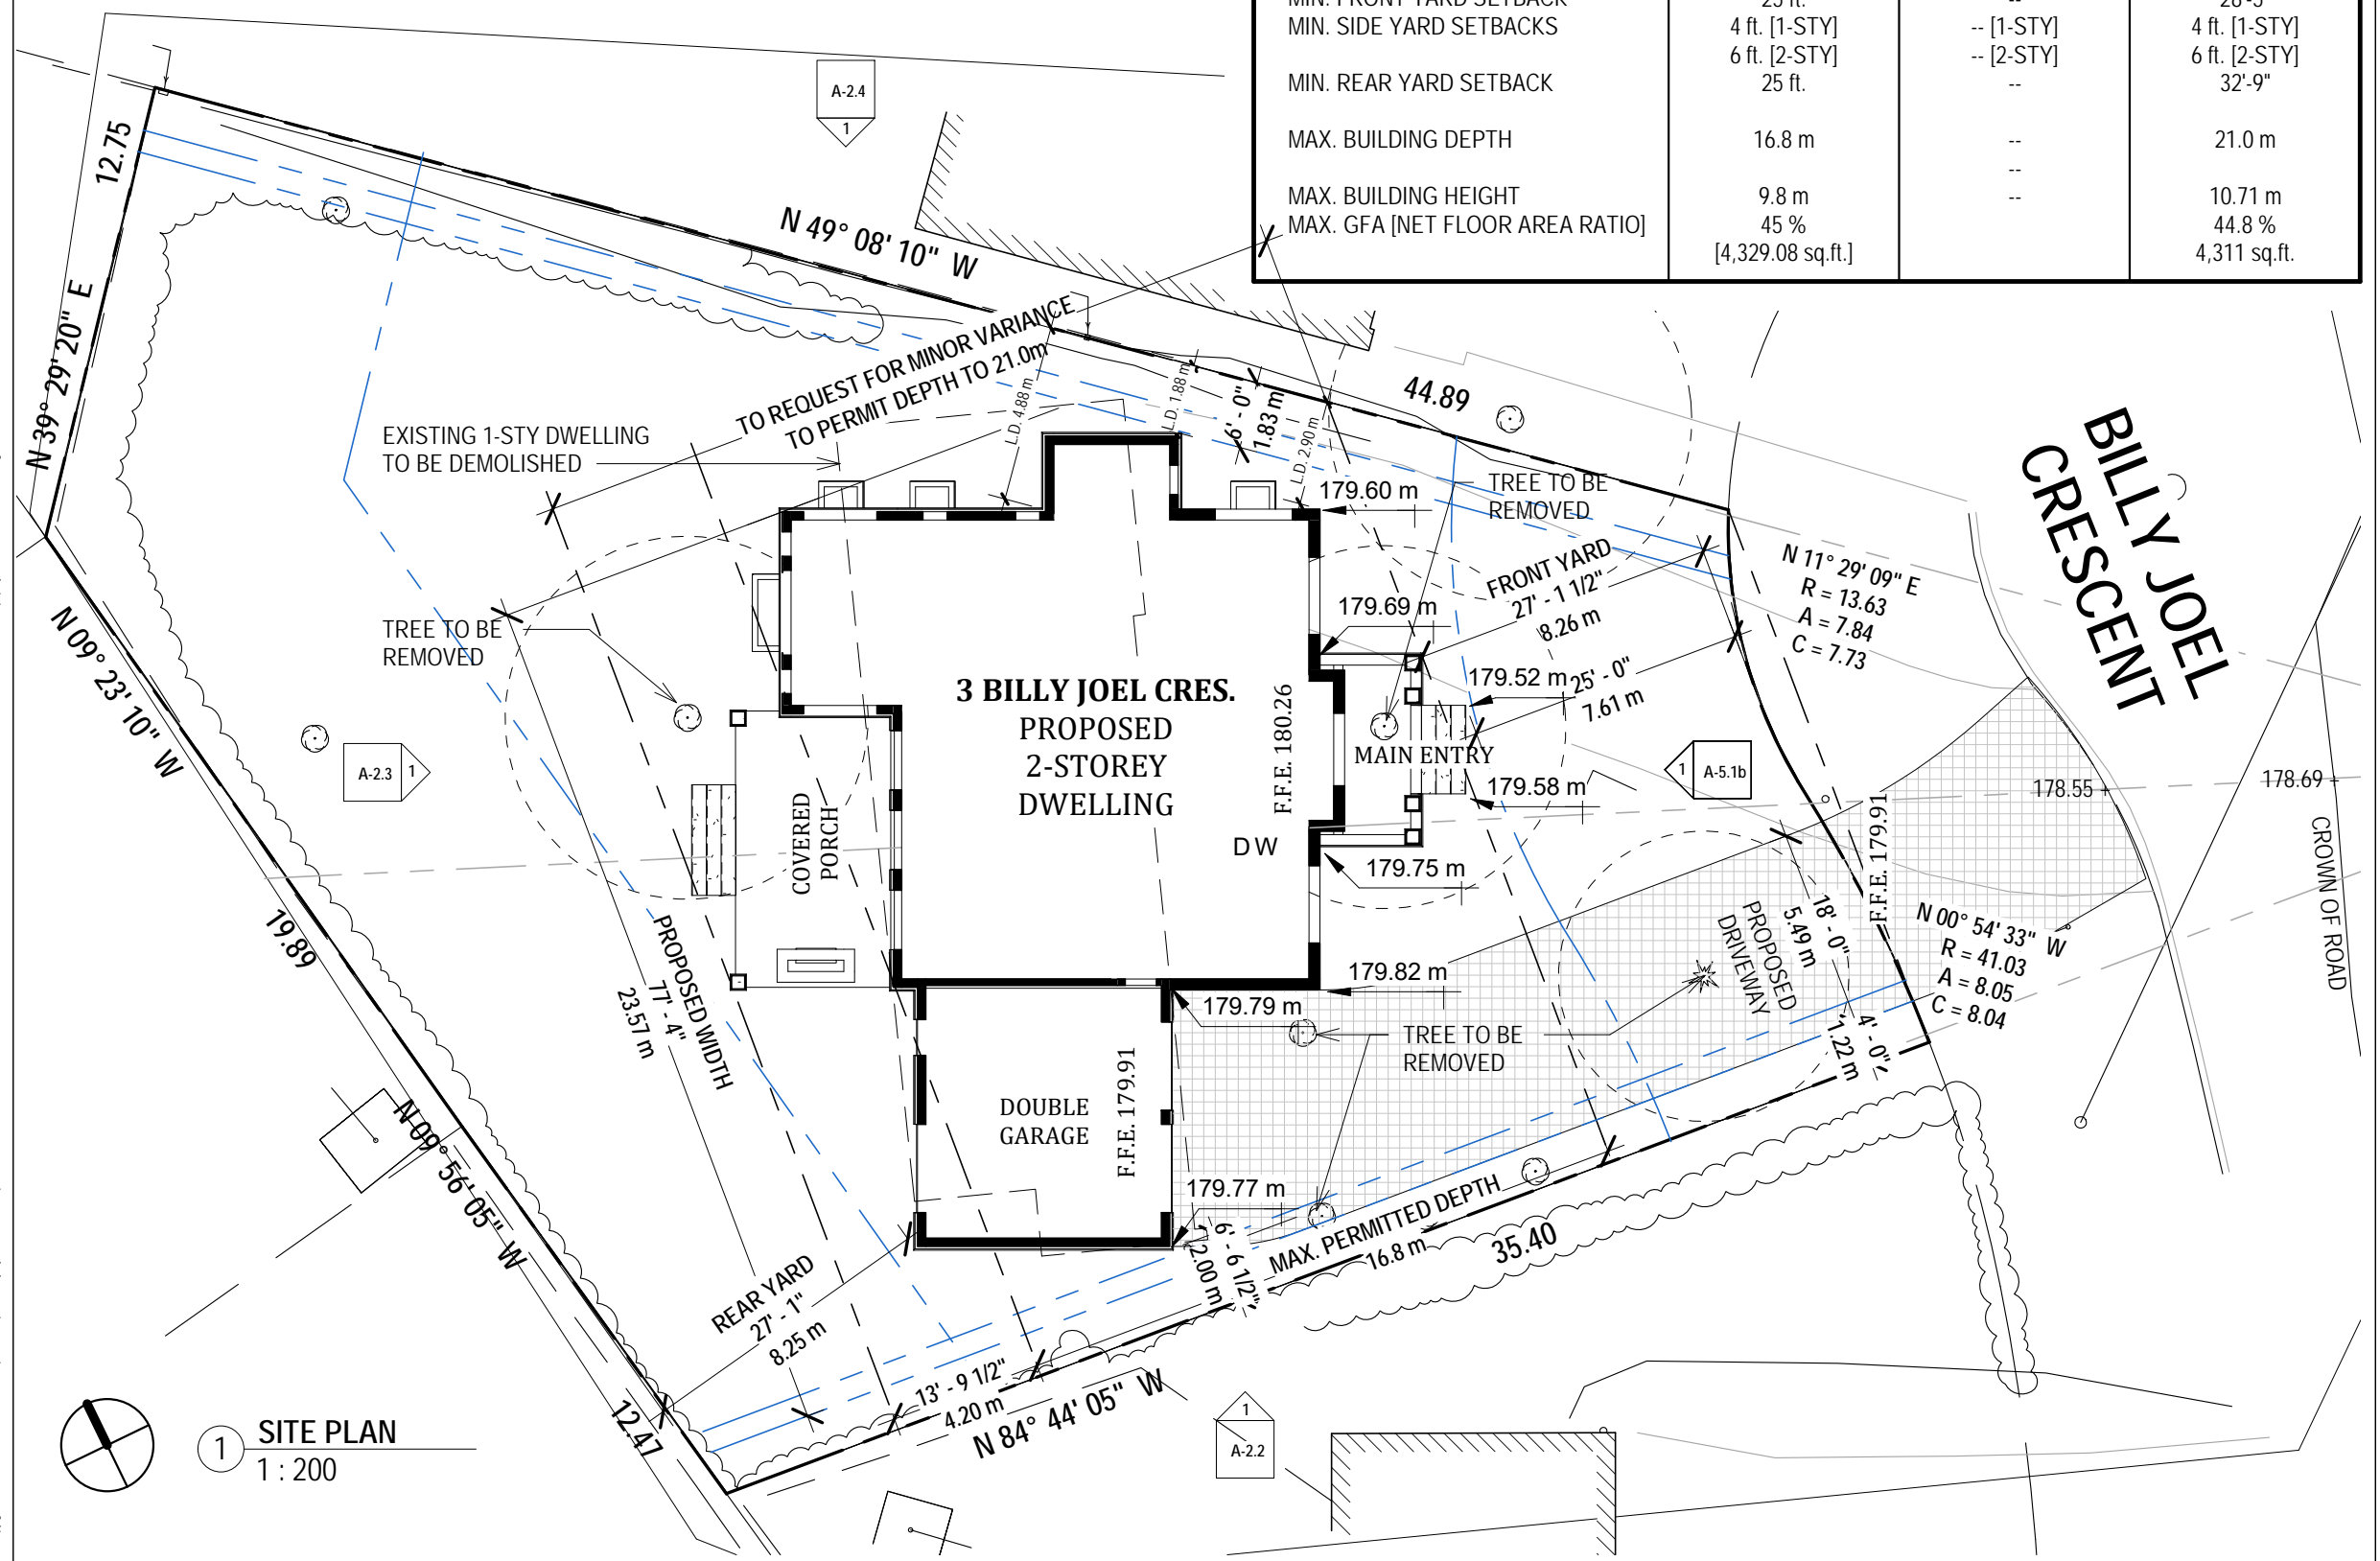 MIN. FRONT YARD SETBACK 25 ft. -- 28'-5"
MIN. SIDE YARD SETBACKS 4 ft. [1-STY] -- [1-STY] 4 ft. [1-STY]
6 ft. [2-STY] -- [2-STY] 6 ft. [2-STY]
MIN. REAR YARD SETBACK 25 ft. -- 32'-9"
MAX. BUILDING DEPTH 16.8 m -- 21.0 m
--
MAX. BUILDING HEIGHT 9.8 m -- 10.71 m
MAX. GFA [NET FLOOR AREA RATIO] 45 % 44.8 %
[4,329.08 sq.ft.] 4,311 sq.ft.
A-2.4
1
12.75
N 39° 29' 20" E
N 49° 08' 10" W
44.89
TO REQUEST FOR MINOR VARIANCE
TO PERMIT DEPTH TO 21.0m
EXISTING 1-STY DWELLING
TO BE DEMOLISHED
L.D. 4.88 m
L.D. 1.88 m
6' - 0"
1.83 m
L.D. 2.90 m
179.60 m
TREE TO BE
REMOVED
BILLY JOEL
CRESCENT
N 11° 29' 09" E
R = 13.63
A = 7.84
C = 7.73
FRONT YARD
27' - 1 1/2"
8.26 m
179.69 m
TREE TO BE
REMOVED
N 09° 23' 10" W
179.52 m
25' - 0"
7.61 m
3 BILLY JOEL CRES.
PROPOSED
2-STOREY
DWELLING
F.F.E. 180.26
MAIN ENTRY
A-2.3
1
1
A-5.1b
179.58 m
178.55 +
178.69 +
COVERED
PORCH
DW
179.75 m
F.F.E. 179.91
CROWN OF ROAD
19.89
PROPOSED WIDTH
77' - 4"
23.57 m
18' - 0"
5.49 m
PROPOSED
DRIVEWAY
N 00° 54' 33" W
R = 41.03
A = 8.05
C = 8.04
179.82 m
179.79 m
TREE TO BE
REMOVED
4' - 0"
1.22 m
DOUBLE
GARAGE
F.F.E. 179.91
N 09° 56' 05" W
179.77 m
6' - 6 1/2"
2.00 m
MAX. PERMITTED DEPTH
16.8 m
35.40
REAR YARD
27' - 1"
8.25 m
13' - 9 1/2"
4.20 m
N 84° 44' 05" W
12.47
1
A-2.2
1
SITE PLAN
1 : 200